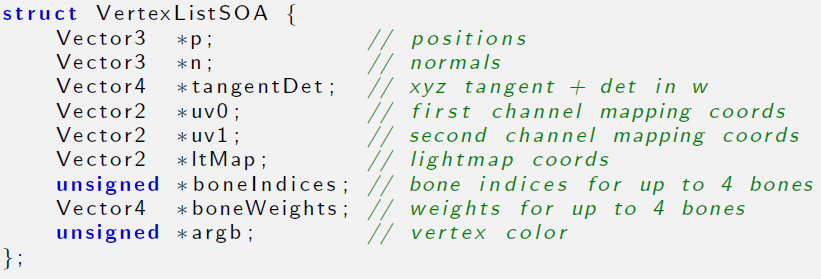 struct VertexListSOA {
    Vector3 *p; // positions
    Vector3 *n; // normals
    Vector4 *tangentDet; // xyz tangent + det in w
    Vector2 *uv0; // first channel mapping coords
    Vector2 *uv1; // second channel mapping coords
    Vector2 *ltMap; // lightmap coords
    unsigned *boneIndices; // bone indices for up to 4 bones
    Vector4 *boneWeights; // weights for up to 4 bones
    unsigned *argb; // vertex color
};